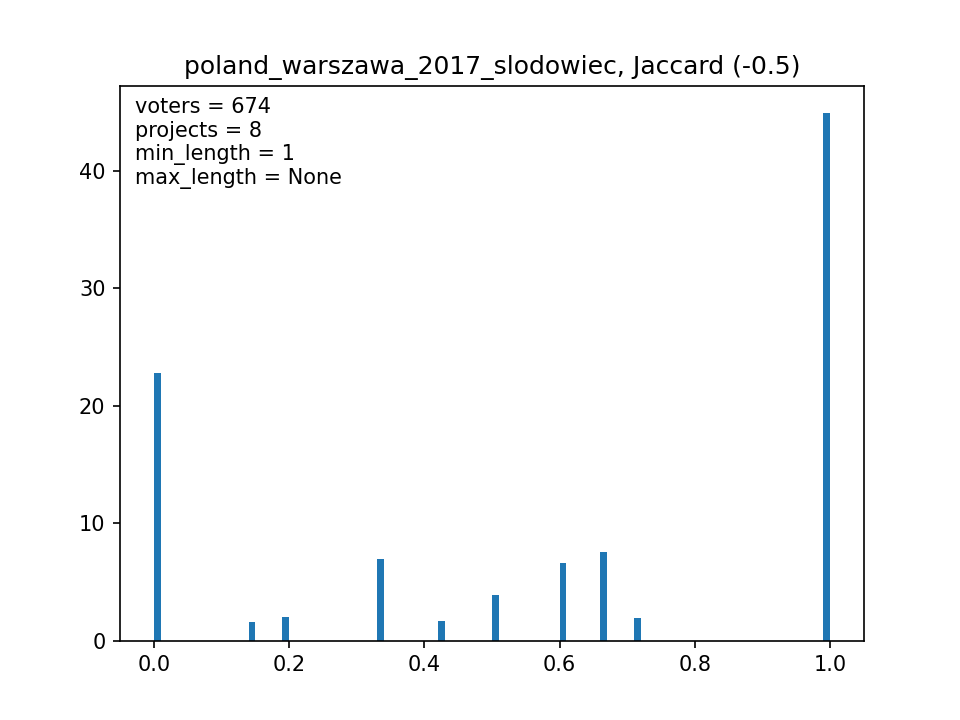 poland_warszawa_2017_slodowiec, Jaccard (-0.5)
voters = 674
projects = 8
min_length = 1
max_length = None
40
30
20
10
0
0.0 0.2 0.4 0.6 0.8 1.0